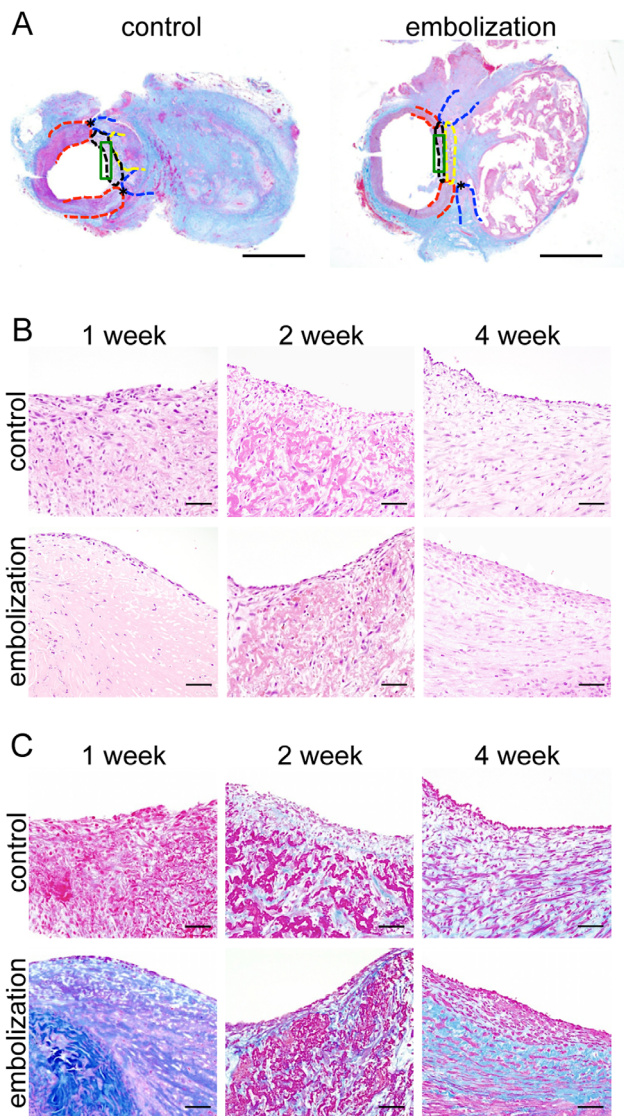 A
control
embolization
B
1 week
2 week
4 week
control
embolization
C
1 week
2 week
4 week
control
embolization